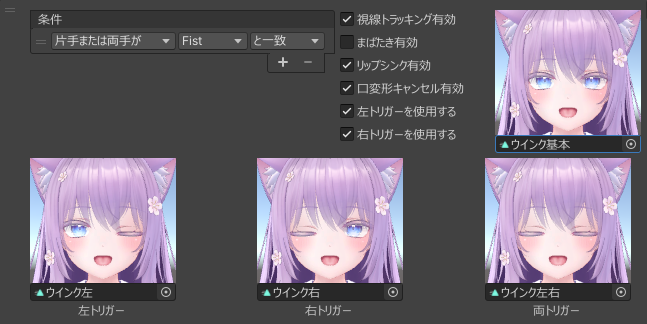 条件
片手または両手が Fist と一致
+ −
視線トラッキング有効
まばたき有効
リップシンク有効
口変形キャンセル有効
左トリガーを使用する
右トリガーを使用する
ウインク基本
ウインク左
左トリガー
ウインク右
右トリガー
ウインク左右
両トリガー